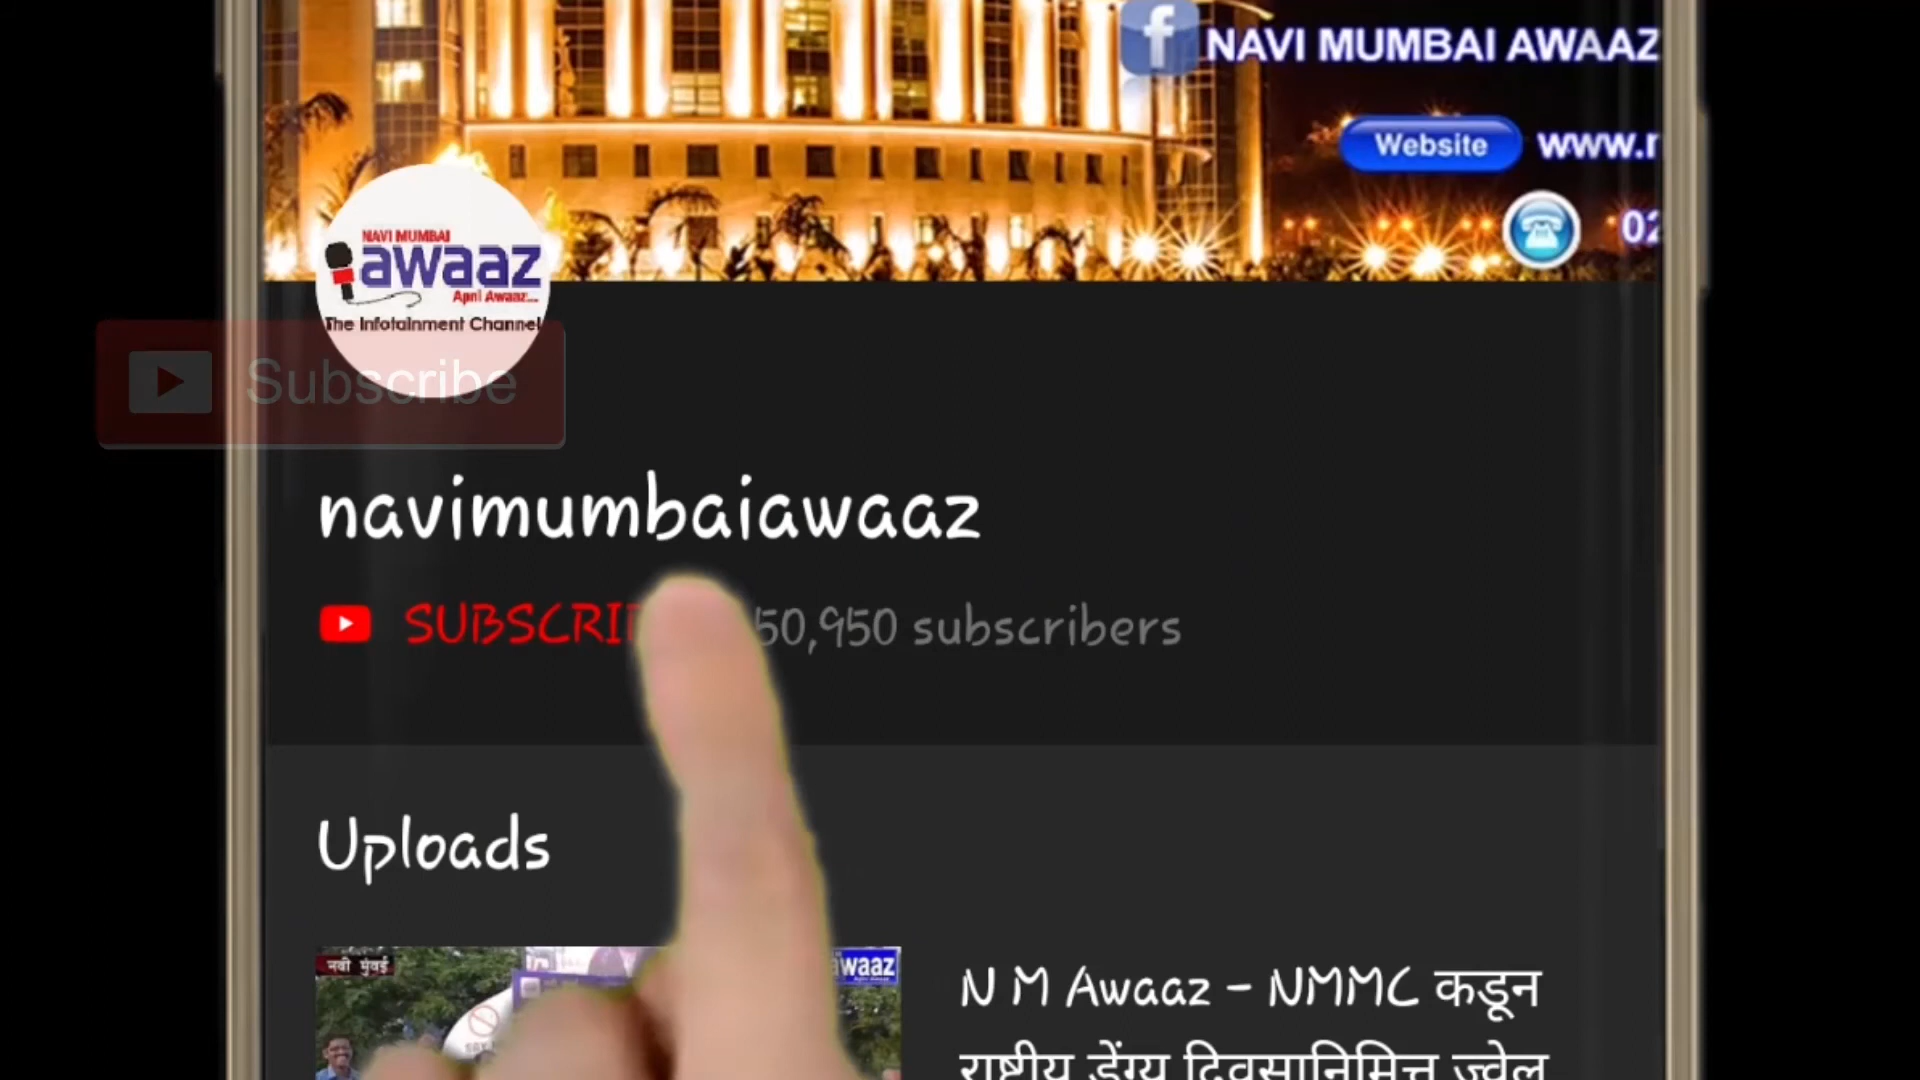 NAVI MUMBAI AWAAZ
Website www.
02
NAVI MUMBAI
awaaz
Apni Awaaz...
The Infotainment Channel
Subscribe
navimumbaiawaaz
SUBSCRI 50,950 subscribers
Uploads
नवी मुंबई
awaaz
N M Awaaz - NMMC कडून
राष्ट्रीय डेंग्यू दिवसानिमित्त ज्वेल